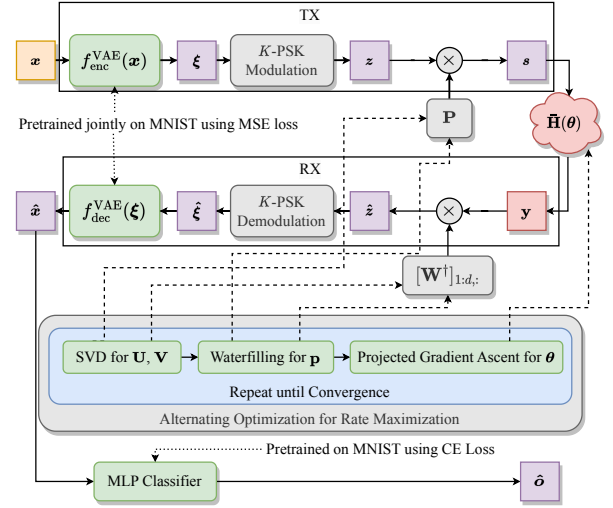 TX
𝒙
f_enc^VAE(𝒙)
𝝃
K-PSK
Modulation
𝒛
×
𝒔
Pretrained jointly on MNIST using MSE loss
𝐏
𝐇̄(𝜽)
RX
𝒙̂
f_dec^VAE(𝝃)
𝝃̂
K-PSK
Demodulation
𝒛̂
×
𝐲
[𝐖†]_{1:d,:}
SVD for 𝐔, 𝐕
Waterfilling for 𝐩
Projected Gradient Ascent for 𝜽
Repeat until Convergence
Alternating Optimization for Rate Maximization
Pretrained on MNIST using CE Loss
MLP Classifier
𝒐̂